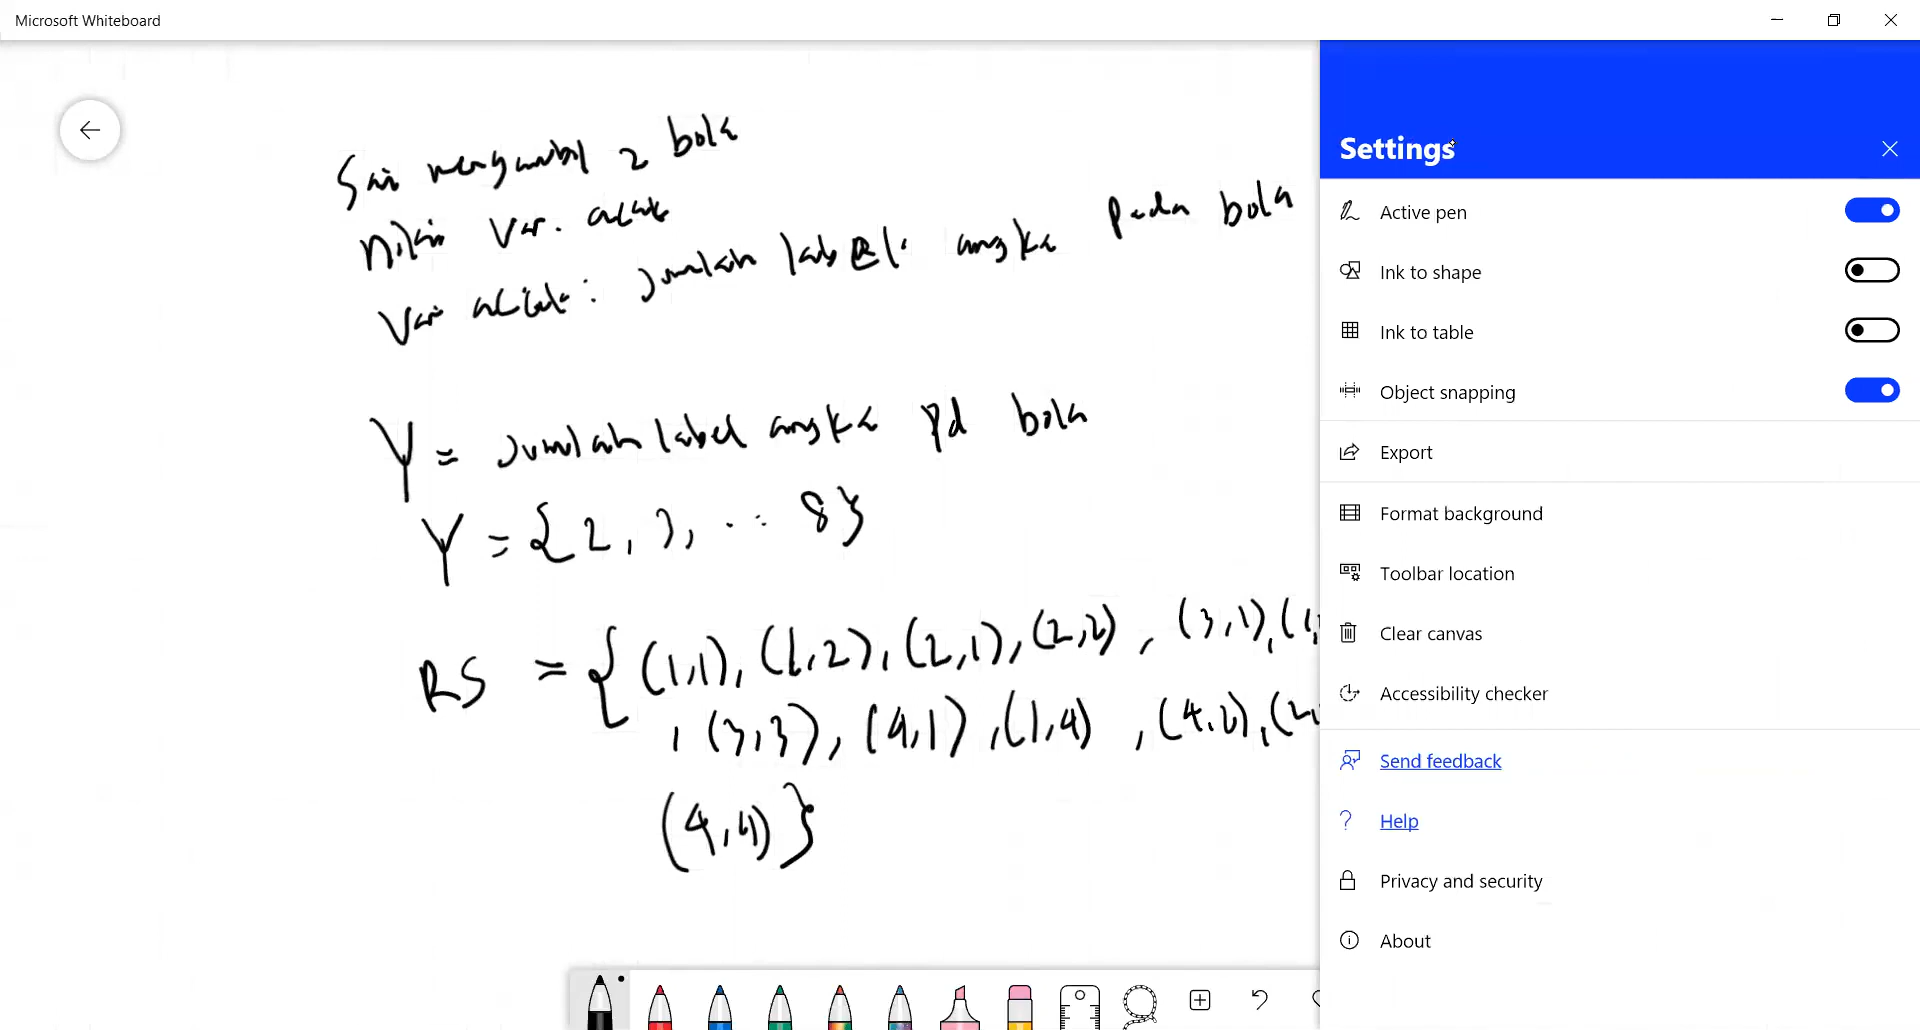 Microsoft Whiteboard
mengambil 2 bola
nilai var. acak
Var acak : jumlah label angka pada bola
Y = jumlah label angka pd bola
Y = {2, 3, ... 8}
RS = {(1,1), (1,2), (2,1), (2,2), (3,1), (1,
, (3,3), (4,1), (1,4), (4,2), (2,
(4,4)}
Settings
Active pen
Ink to shape
Ink to table
Object snapping
Export
Format background
Toolbar location
Clear canvas
Accessibility checker
Send feedback
Help
Privacy and security
About